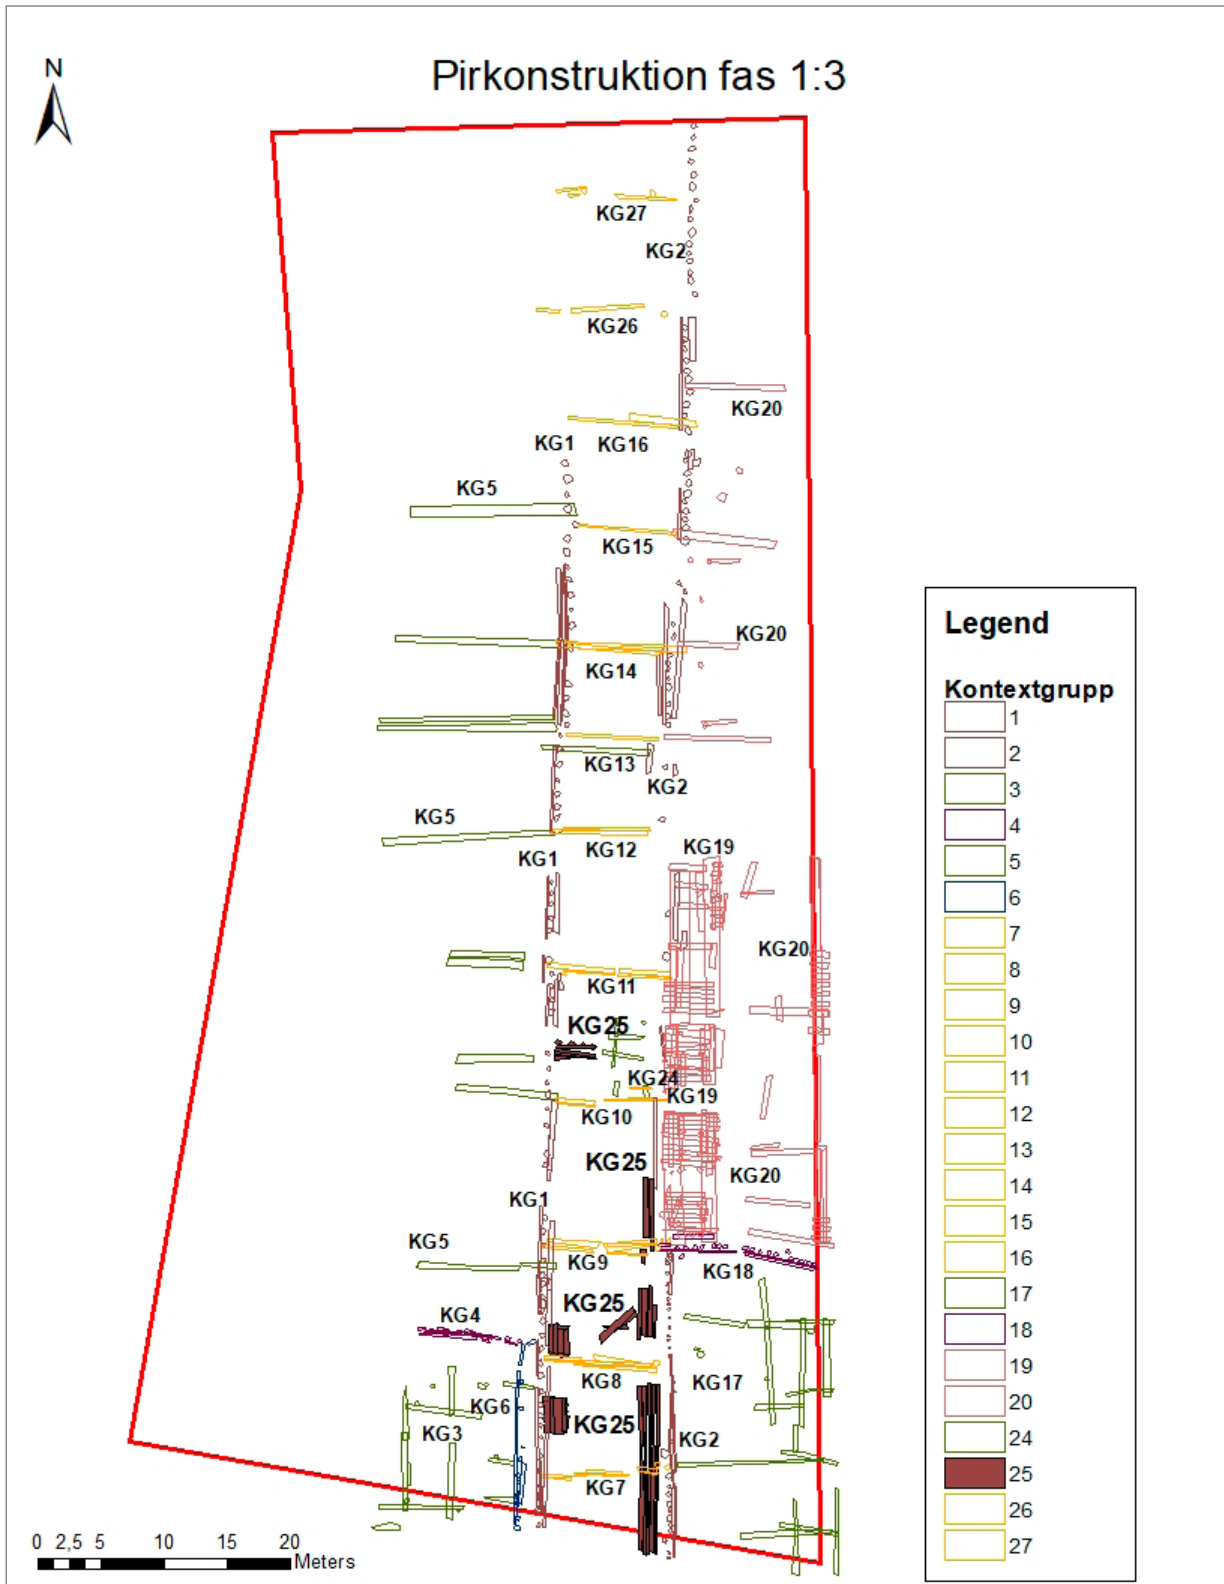 Pirkonstruktion fas 1:3
N
KG27
KG2
KG26
KG20
KG16
KG1
KG5
KG15
KG20
KG14
KG13
KG2
KG5
KG12
KG19
KG1
KG20
KG11
KG25
KG24
KG19
KG10
KG25
KG20
KG1
KG5
KG9
KG18
KG25
KG4
KG8
KG17
KG6
KG25
KG3
KG2
KG7
0 2,5 5 10 15 20
Meters
Legend
Kontextgrupp
1
2
3
4
5
6
7
8
9
10
11
12
13
14
15
16
17
18
19
20
24
25
26
27